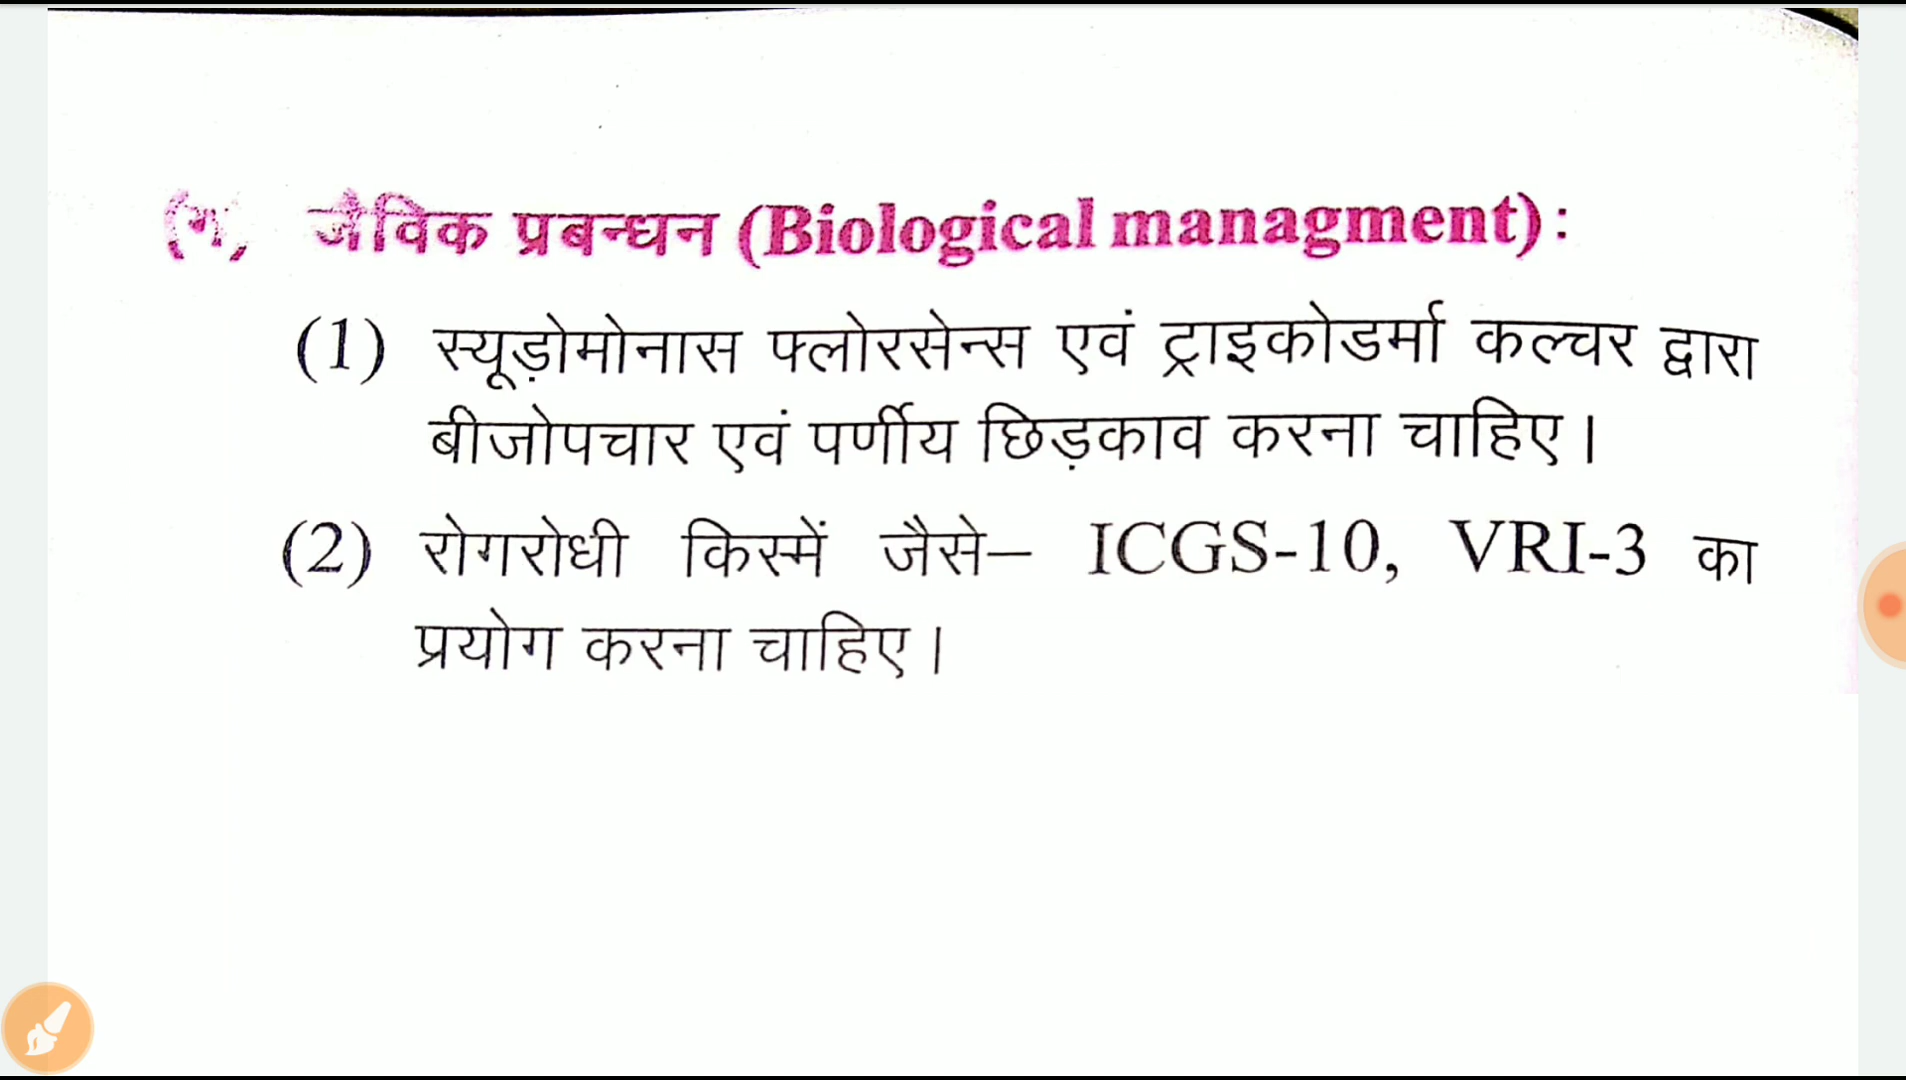 (ग) जैविक प्रबन्धन (Biological managment) :
(1) स्यूड़ोमोनास फ्लोरसेन्स एवं ट्राइकोडर्मा कल्चर द्वारा
बीजोपचार एवं पर्णीय छिड़काव करना चाहिए।
(2) रोगरोधी किस्में जैसे– ICGS-10, VRI-3 का
प्रयोग करना चाहिए।